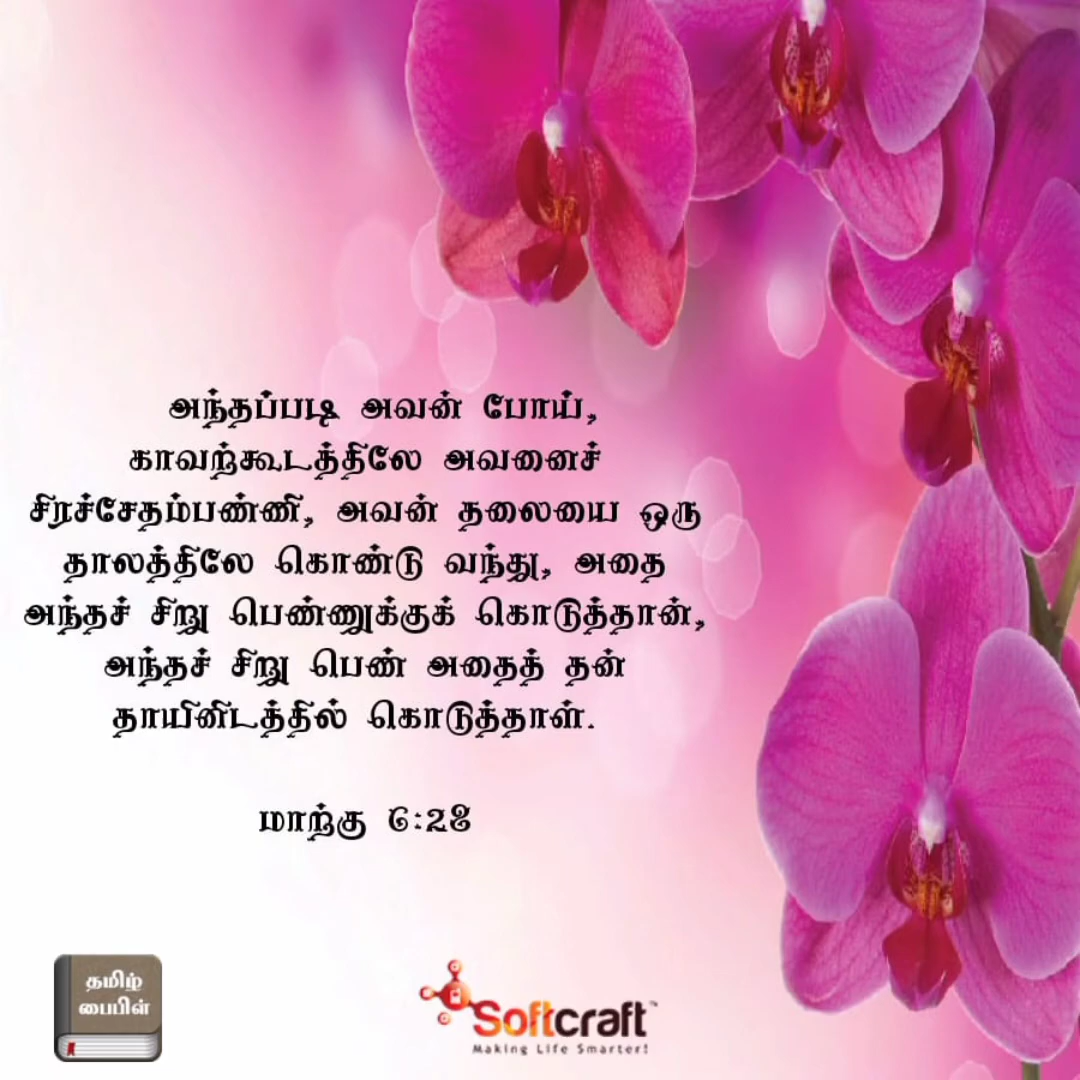 அந்தப்படி அவன் போய்,
காவற்கூடத்திலே அவனைச்
சிரச்சேதம்பண்ணி, அவன் தலையை ஒரு
தாலத்திலே கொண்டு வந்து, அதை
அந்தச் சிறு பெண்ணுக்குக் கொடுத்தான்,
அந்தச் சிறு பெண் அதைத் தன்
தாயினிடத்தில் கொடுத்தாள்.
மாற்கு 6:28
தமிழ்
பைபிள்
Softcraft™
Making Life Smarter!